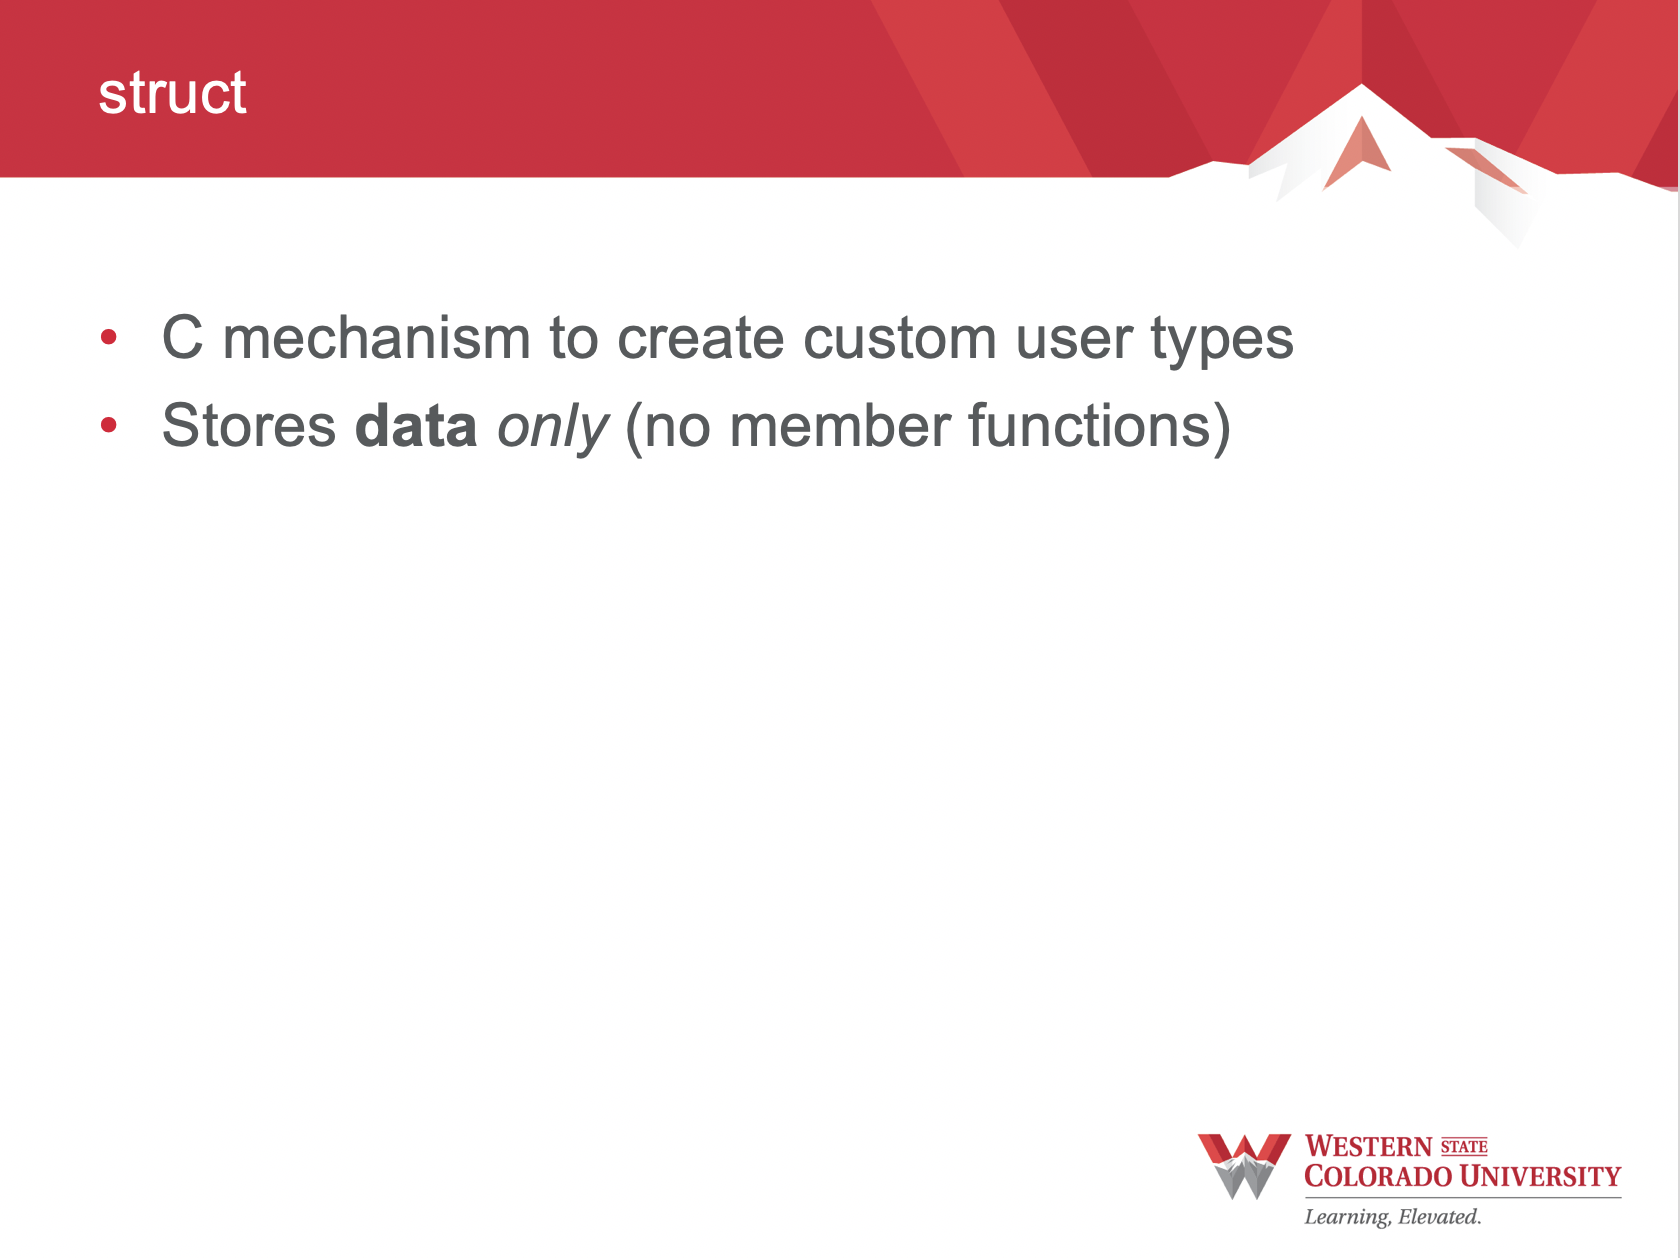 struct
• C mechanism to create custom user types
• Stores data only (no member functions)
WESTERN STATE
COLORADO UNIVERSITY
Learning, Elevated.